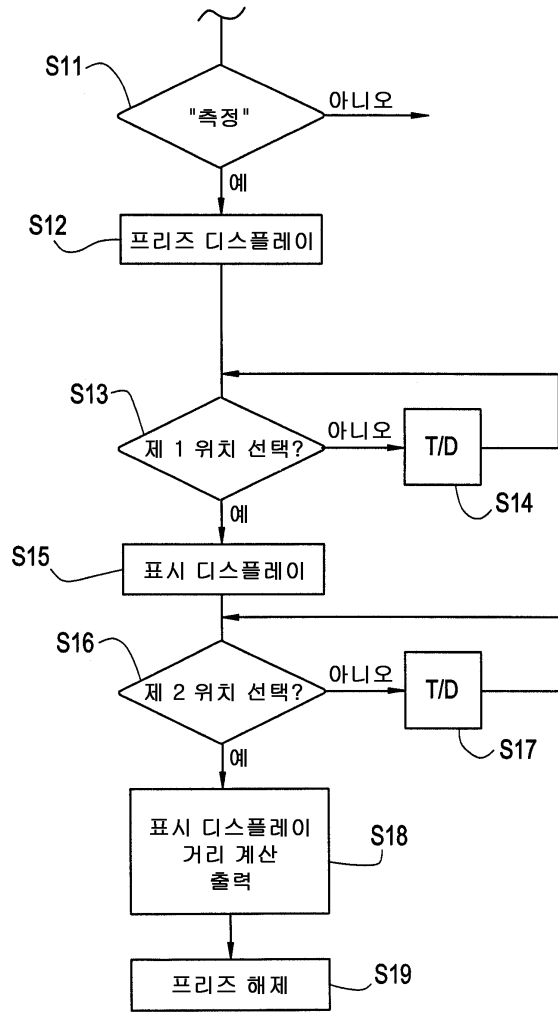 S11
"측정"
아니오
예
S12
프리즈 디스플레이
S13
제 1 위치 선택?
아니오
T/D
S14
예
S15
표시 디스플레이
S16
제 2 위치 선택?
아니오
T/D
S17
예
표시 디스플레이
거리 계산
출력
S18
프리즈 해제
S19